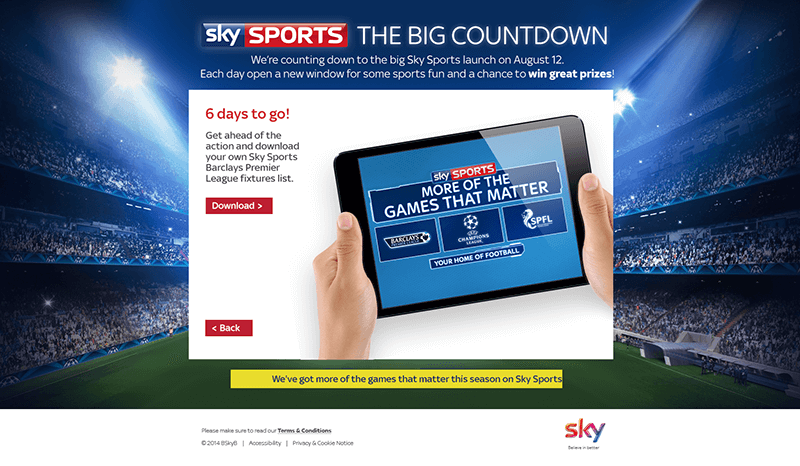 sky SPORTS THE BIG COUNTDOWN
We're counting down to the big Sky Sports launch on August 12.
Each day open a new window for some sports fun and a chance to win great prizes!
6 days to go!
Get ahead of the
action and download
your own Sky Sports
Barclays Premier
League fixtures list.
Download >
sky SPORTS
MORE OF THE
GAMES THAT MATTER
BARCLAYS
UEFA
CHAMPIONS
LEAGUE
SPFL
YOUR HOME OF FOOTBALL
< Back
We've got more of the games that matter this season on Sky Sports
Please make sure to read our Terms & Conditions
© 2014 BSkyB | Accessibility | Privacy & Cookie Notice
sky
Believe in better